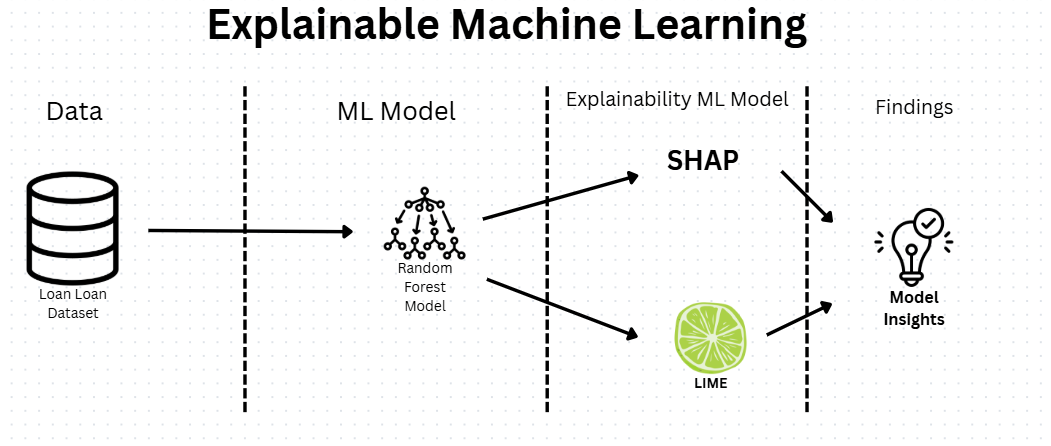 Explainable Machine Learning
Data
ML Model
Explainability ML Model
Findings
SHAP
Random
Forest
Model
Loan Loan
Dataset
Model
Insights
LIME